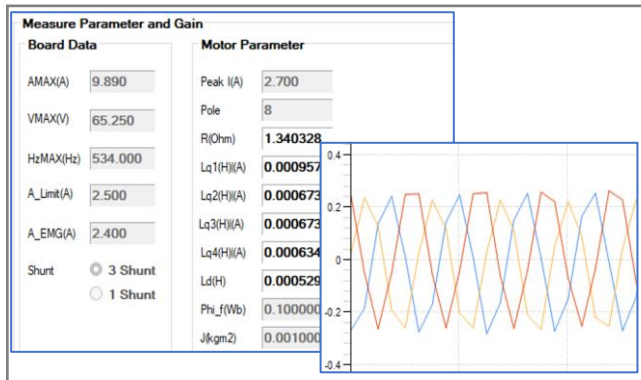 Measure Parameter and Gain
Board Data
AMAX(A) 9.890
VMAX(V) 65.250
HzMAX(Hz) 534.000
A_Limit(A) 2.500
A_EMG(A) 2.400
Shunt 3 Shunt
1 Shunt
Motor Parameter
Peak I(A) 2.700
Pole 8
R(Ohm) 1.340328
Lq1(H)I(A) 0.000957
Lq2(H)I(A) 0.000673
Lq3(H)I(A) 0.000673
Lq4(H)I(A) 0.000634
Ld(H) 0.000529
Phi_f(Wb) 0.100000
J(kgm2) 0.001000
0.4
0.2
0
-0.2
-0.4